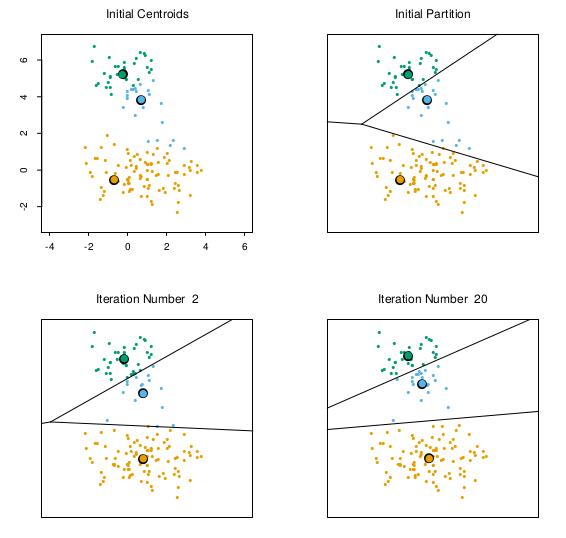 Initial Centroids
Initial Partition
6
4
2
0
-2
-4 -2 0 2 4 6
Iteration Number 2
Iteration Number 20